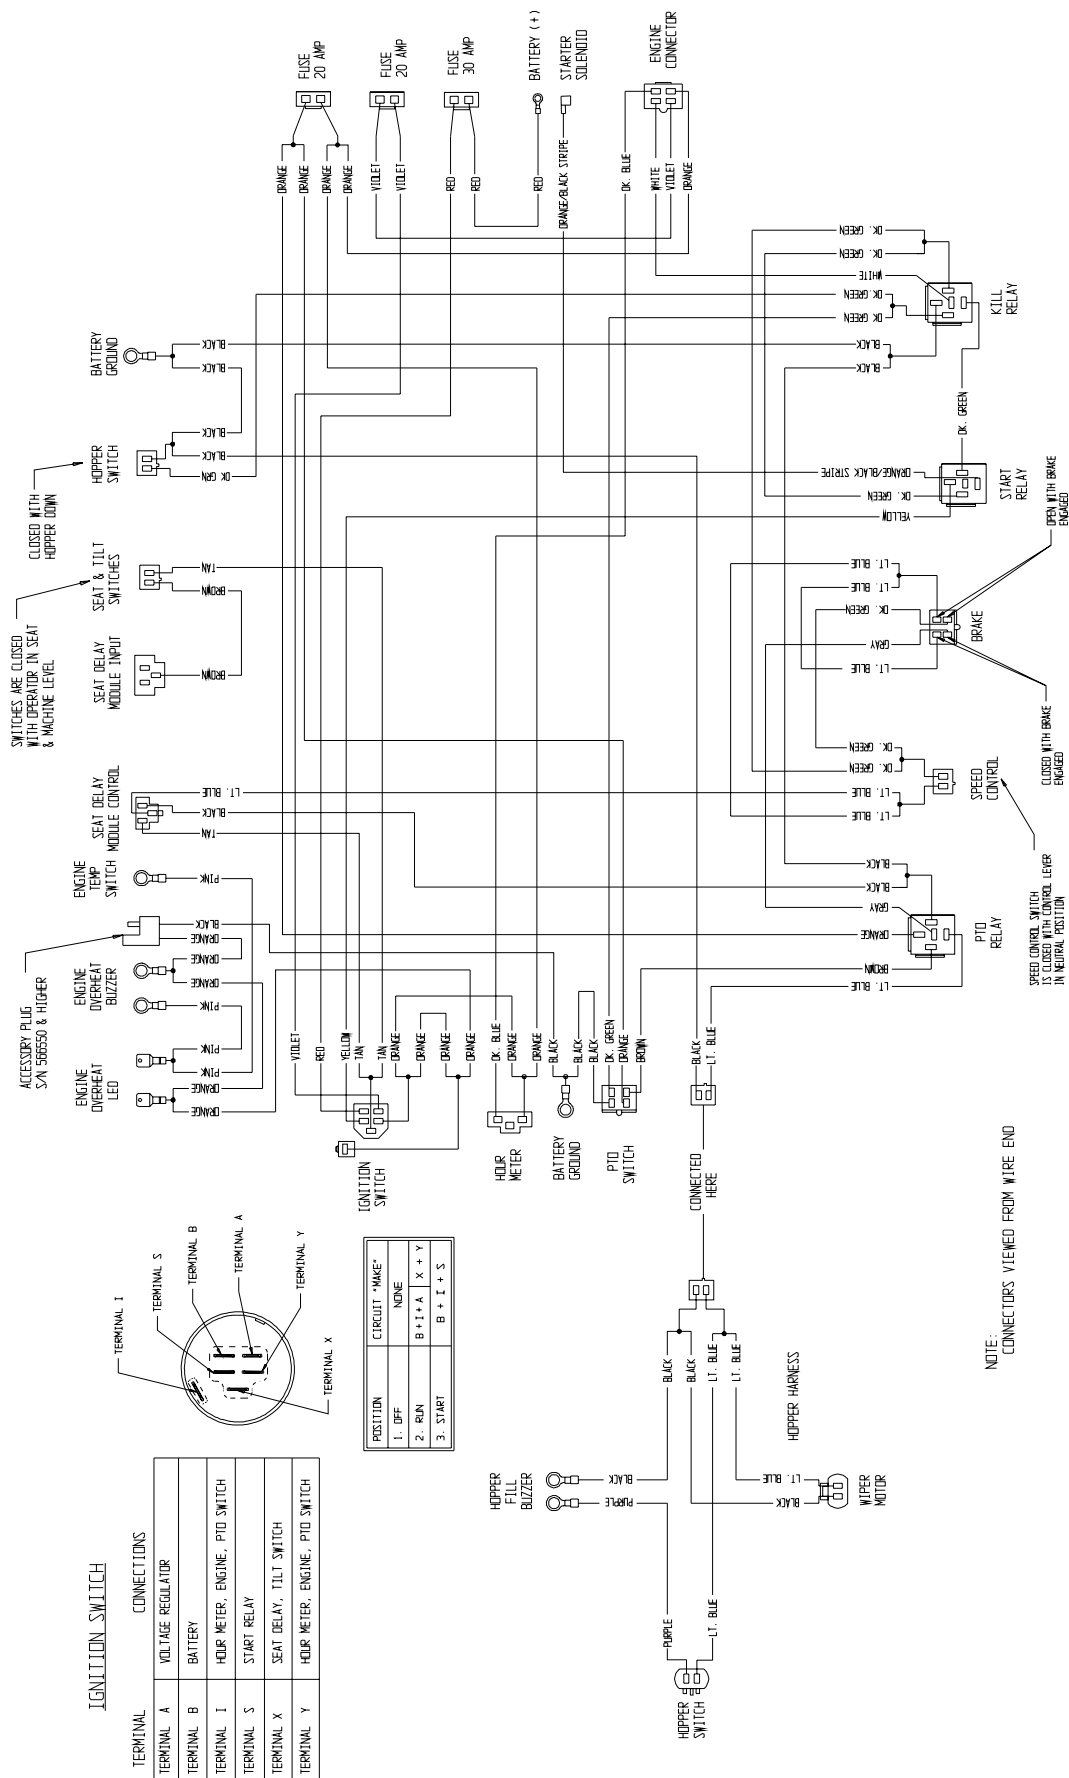 IGNITION SWITCH
TERMINAL CONNECTIONS
TERMINAL A VOLTAGE REGULATOR
TERMINAL B BATTERY
TERMINAL I HOUR METER, ENGINE, PTO SWITCH
TERMINAL S START RELAY
TERMINAL X SEAT DELAY, TILT SWITCH
TERMINAL Y HOUR METER, ENGINE, PTO SWITCH
TERMINAL I
TERMINAL S
TERMINAL B
TERMINAL A
TERMINAL Y
TERMINAL X
POSITION CIRCUIT "MAKE"
1. OFF NONE
2. RUN B+I+A X + Y
3. START B + I + S
ACCESSORY PLUG
S/N 566550 & HIGHER
ENGINE
OVERHEAT
LED
ENGINE
OVERHEAT
BUZZER
ENGINE
TEMP
SWITCH
SEAT DELAY
MODULE CONTROL
SEAT DELAY
MODULE INPUT
SWITCHES ARE CLOSED
WITH OPERATOR IN SEAT
& MACHINE LEVEL
SEAT & TILT
SWITCHES
CLOSED WITH
HOPPER DOWN
HOPPER
SWITCH
BATTERY
GROUND
ORANGE
ORANGE
PINK
PINK
PINK
ORANGE
ORANGE
ORANGE
BLACK
PINK
TAN
BLACK
LT. BLUE
BROWN
BROWN
TAN
DK GRN
BLACK
BLACK
BLACK
BLACK
FUSE
20 AMP
FUSE
20 AMP
FUSE
30 AMP
BATTERY (+)
STARTER
SOLENOID
ENGINE
CONNECTOR
ORANGE
ORANGE
ORANGE
ORANGE
VIOLET
VIOLET
RED
RED
RED
ORANGE/BLACK STRIPE
DK. BLUE
WHITE
VIOLET
ORANGE
VIOLET
RED
YELLOW
TAN
TAN
ORANGE
ORANGE
ORANGE
ORANGE
DK. BLUE
ORANGE
ORANGE
BLACK
BLACK
BLACK
DK. GREEN
ORANGE
BROWN
BLACK
LT. BLUE
IGNITION
SWITCH
HOUR
METER
BATTERY
GROUND
PTO
SWITCH
CONNECTED
HERE
DK. GREEN
DK. GREEN
WHITE
DK.GREEN
DK. GREEN
BLACK
BLACK
KILL
RELAY
DK. GREEN
ORANGE/BLACK STRIPE
DK. GREEN
YELLOW
START
RELAY
OPEN WITH BRAKE
ENGAGED
LT. BLUE
LT. BLUE
DK. GREEN
GRAY
LT. BLUE
BRAKE
CLOSED WITH BRAKE
ENGAGED
DK. GREEN
DK. GREEN
LT. BLUE
LT. BLUE
SPEED
CONTROL
SPEED CONTROL SWITCH
IS CLOSED WITH CONTROL LEVER
IN NEUTRAL POSITION
BLACK
BLACK
GRAY
ORANGE
BROWN
LT. BLUE
PTO
RELAY
BLACK
BLACK
LT. BLUE
LT. BLUE
HOPPER HARNESS
HOPPER
FILL
BUZZER
BLACK
PURPLE
LT. BLUE
BLACK
WIPER
MOTOR
PURPLE
LT. BLUE
HOPPER
SWITCH
NOTE:
CONNECTORS VIEWED FROM WIRE END